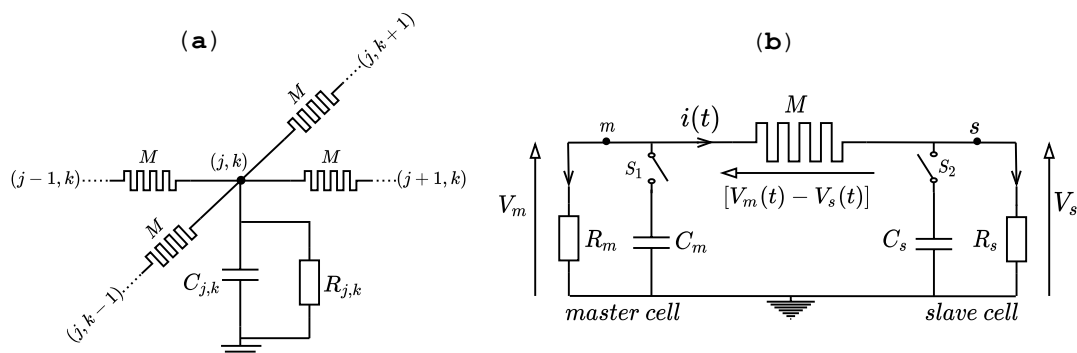 (a)
(j, k+1)
M
M
(j, k)
M
(j−1, k)
(j+1, k)
M
C_{j,k}
R_{j,k}
(j, k−1)
(b)
M
m
i(t)
s
S_1
S_2
[V_m(t) − V_s(t)]
V_m
V_s
R_m
C_m
C_s
R_s
master cell
slave cell